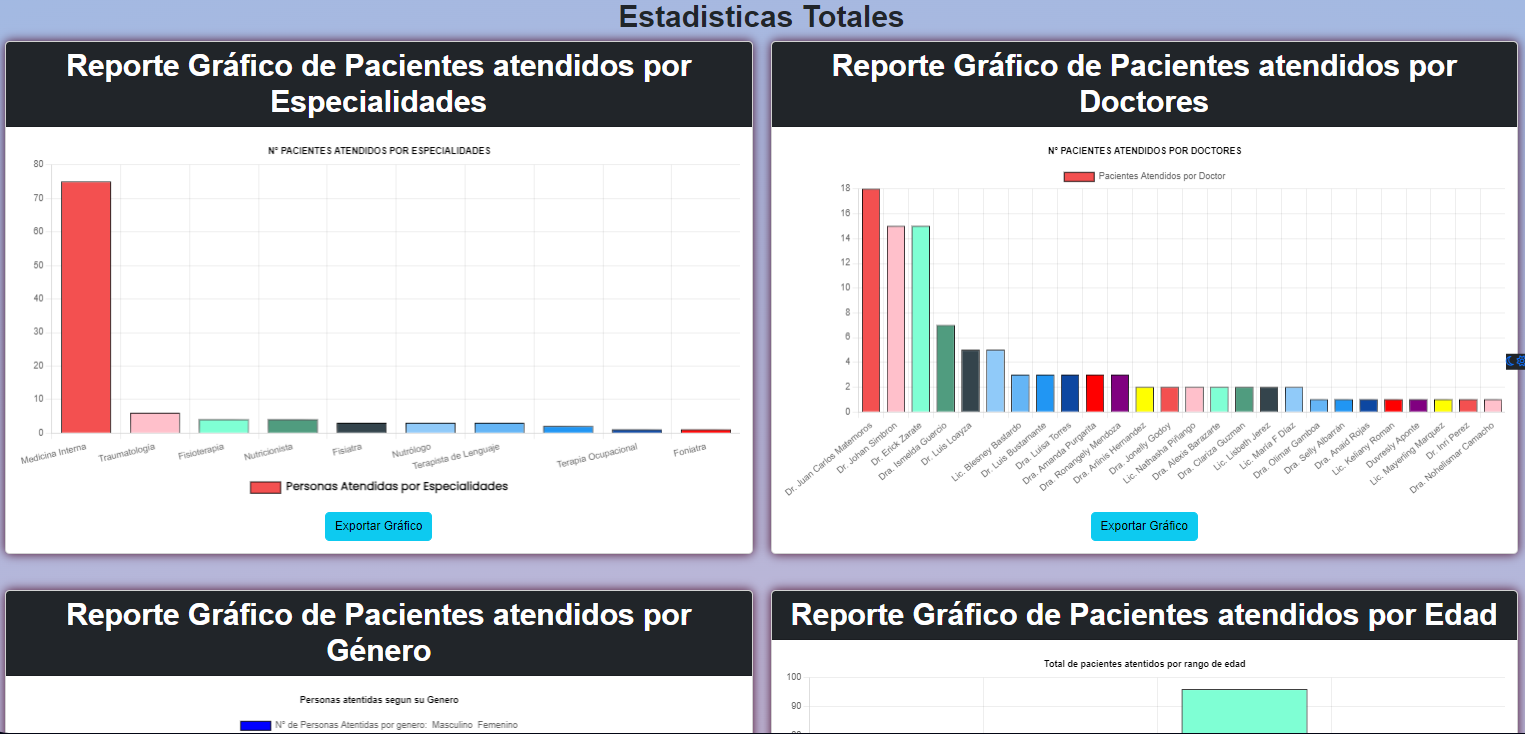 Estadisticas Totales
Reporte Gráfico de Pacientes atendidos por
Especialidades
N° PACIENTES ATENDIDOS POR ESPECIALIDADES
80
70
60
50
40
30
20
10
0
Medicina Interna
Traumatologia
Fisioterapia
Nutricionista
Fisiatra
Nutrólogo
Terapista de Lenguaje
Terapia Ocupacional
Foniatra
Personas Atendidas por Especialidades
Exportar Gráfico
Reporte Gráfico de Pacientes atendidos por
Doctores
N° PACIENTES ATENDIDOS POR DOCTORES
Pacientes Atendidos por Doctor
18
16
14
12
10
8
6
4
2
0
Dr. Juan Carlos Matemoros
Dr. Johan Simbron
Dr. Erick Zarate
Dra. Ismelda Guercio
Dr. Luis Loayza
Lic. Blesney Bastardo
Dr. Luis Bustamante
Dra. Luisa Torres
Dra. Amanda Purgarita
Dra. Ronangely Mendoza
Dra. Arinis Hernandez
Dra. Jonelly Godoy
Lic. Nathasha Piñango
Dra. Alexis Barazarte
Dra. Clariza Guzman
Lic. Lisbeth Jerez
Lic. María F Díaz
Dra. Olimar Gamboa
Dra. Selly Albarrán
Dra. Anaid Rojas
Lic. Keliany Roman
Duvresly Aponte
Lic. Mayerling Marquez
Dr. Inri Perez
Dra. Nohelismar Camacho
Exportar Gráfico
Reporte Gráfico de Pacientes atendidos por
Género
Personas atentidas segun su Genero
N° de Personas Atentidas por genero: Masculino Femenino
Reporte Gráfico de Pacientes atendidos por Edad
Total de pacientes atentidos por rango de edad
100
90